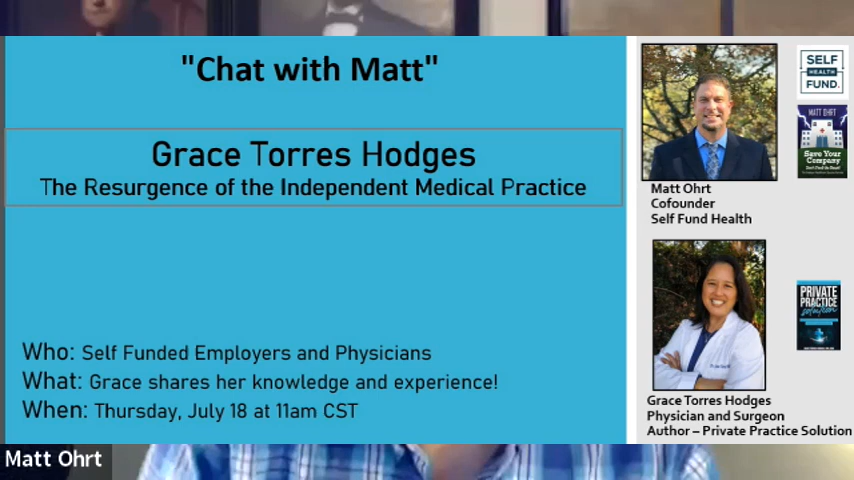 "Chat with Matt"
Grace Torres Hodges
The Resurgence of the Independent Medical Practice
Who: Self Funded Employers and Physicians
What: Grace shares her knowledge and experience!
When: Thursday, July 18 at 11am CST
SELF
HEALTH
FUND.
MATT OHRT
Save Your
Company
Matt Ohrt
Cofounder
Self Fund Health
PRIVATE
PRACTICE
solution
Grace Torres Hodges
Physician and Surgeon
Author – Private Practice Solution
Matt Ohrt